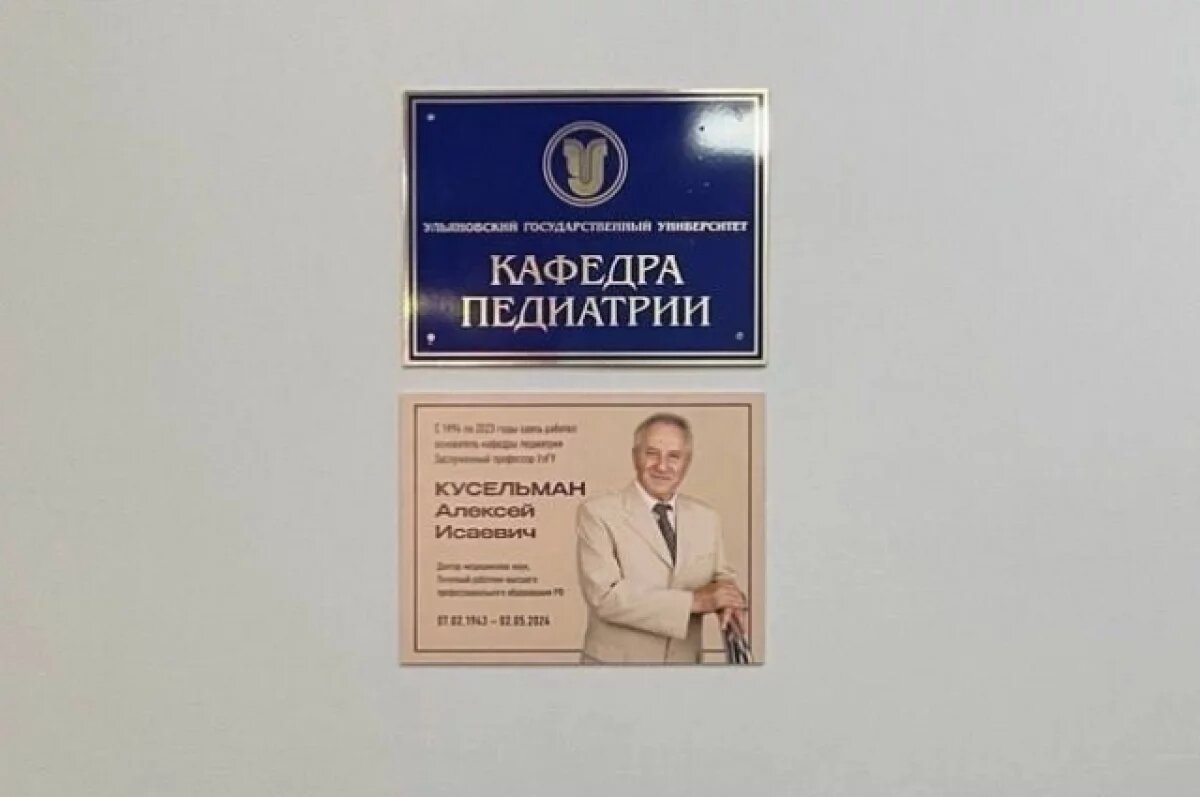 УЛЬЯНОВСКИЙ ГОСУДАРСТВЕННЫЙ УНИВЕРСИТЕТ
КАФЕДРА
ПЕДИАТРИИ
С 1994 по 2023 годы здесь работал
основатель кафедры педиатрии
Заслуженный профессор УлГУ
КУСЕЛЬМАН
Алексей
Исаевич
Доктор медицинских наук,
Почетный работник высшего
профессионального образования РФ
07.02.1943 – 02.05.2024